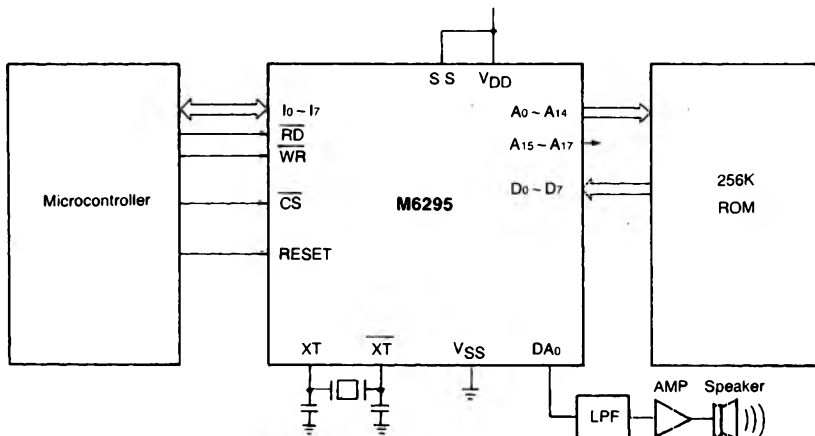 SS VDD
I0 ~ I7 A0 ~ A14
RD
WR A15 ~ A17
D0 ~ D7 256K
Microcontroller CS M6295 ROM
RESET
XT XT VSS DA0
AMP Speaker
LPF